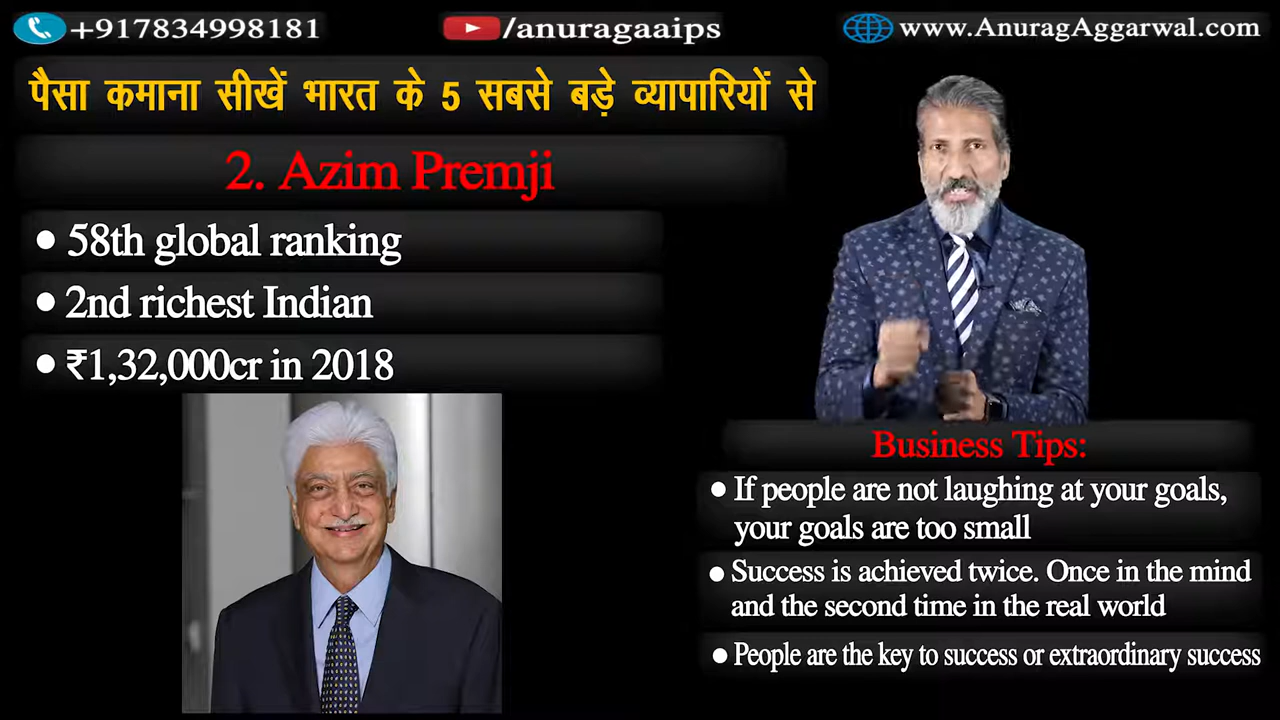 +917834998181
/anuragaaips
www.AnuragAggarwal.com
पैसा कमाना सीखें भारत के 5 सबसे बड़े व्यापारियों से
2. Azim Premji
• 58th global ranking
• 2nd richest Indian
• ₹1,32,000cr in 2018
Business Tips:
• If people are not laughing at your goals,
your goals are too small
• Success is achieved twice. Once in the mind
and the second time in the real world
• People are the key to success or extraordinary success